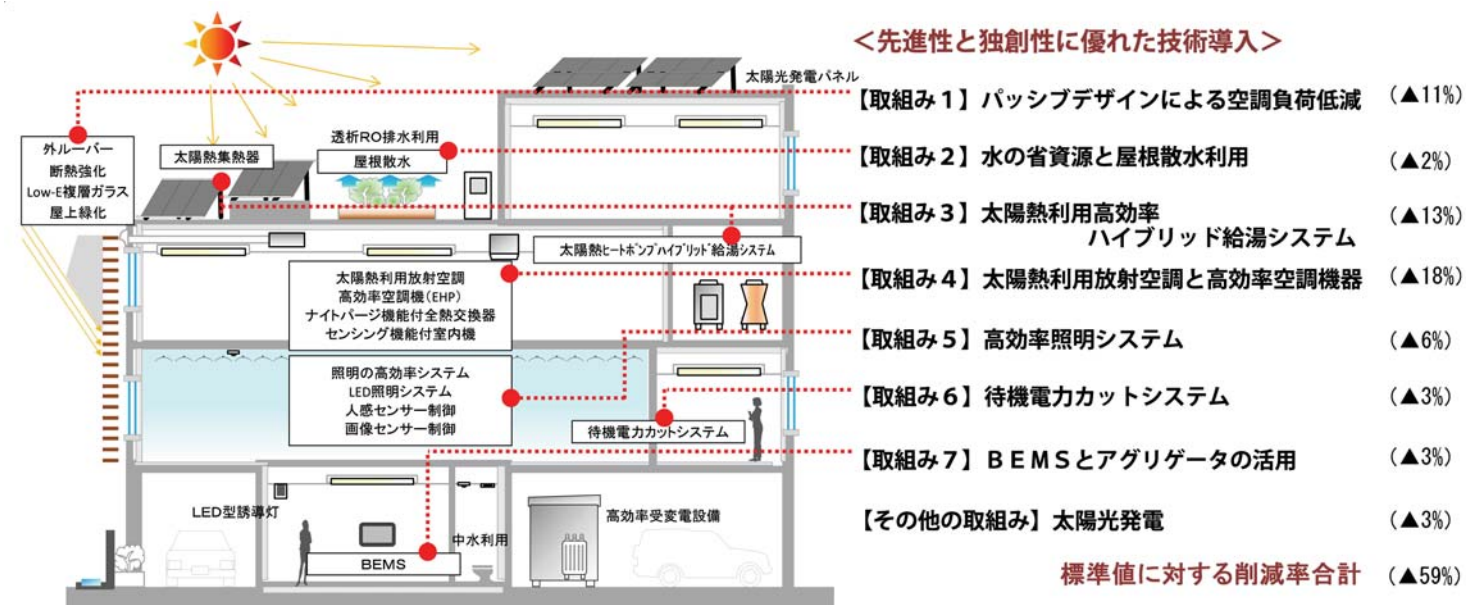 ＜先進性と独創性に優れた技術導入＞
太陽光発電パネル
【取組み１】パッシブデザインによる空調負荷低減 （▲11%）
透析RO排水利用
屋根散水
太陽熱集熱器
外ルーバー
断熱強化
Low-E複層ガラス
屋上緑化
【取組み２】水の省資源と屋根散水利用 （▲2%）
【取組み３】太陽熱利用高効率 （▲13%）
ハイブリッド給湯システム
太陽熱ヒートポンプハイブリッド給湯システム
太陽熱利用放射空調
高効率空調機（EHP）
ナイトパージ機能付全熱交換器
センシング機能付室内機
【取組み４】太陽熱利用放射空調と高効率空調機器 （▲18%）
【取組み５】高効率照明システム （▲6%）
照明の高効率システム
LED照明システム
人感センサー制御
画像センサー制御
【取組み６】待機電力カットシステム （▲3%）
待機電力カットシステム
【取組み７】ＢＥＭＳとアグリゲータの活用 （▲3%）
LED型誘導灯
中水利用
BEMS
高効率受変電設備
【その他の取組み】太陽光発電 （▲3%）
標準値に対する削減率合計 （▲59%）